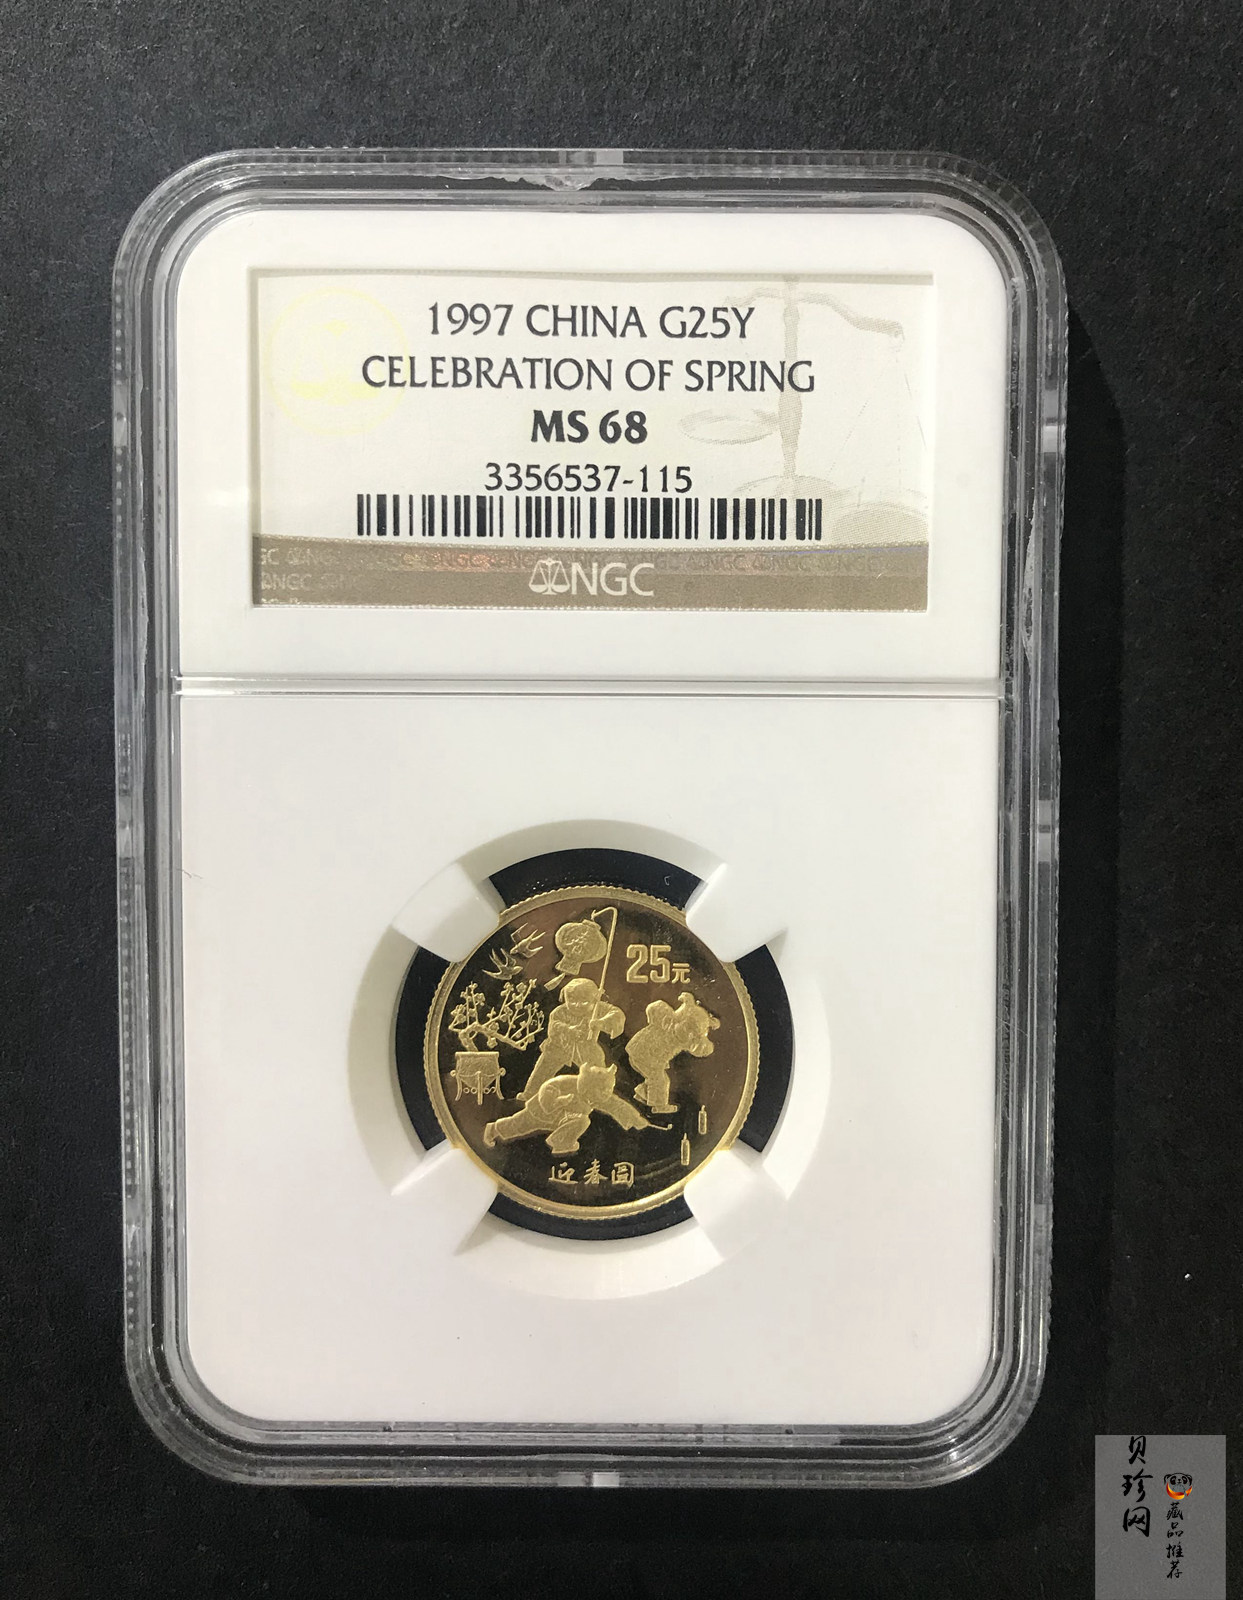 1997 CHINA G25Y
CELEBRATION OF SPRING
MS 68
3356537-115
NGC
25元
迎春图
贝珍网
藏品推荐